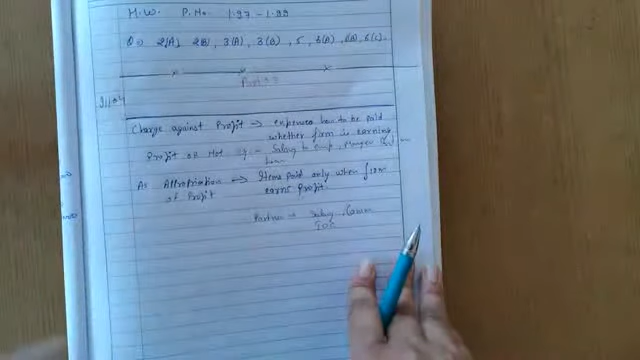 H.W. P.No. 1.97 - 1.99
Q: 2(A), 2(B), 3(A), 3(B), 5, 6(A), 6(B), 6(C).
Charge against Profit → expenses has to be paid
whether firm is earning
Profit or Not eg:- Salary to emp, Manager
As Appropriation → Items paid only when firm
of Profit earns Profit
Partner → Salary, Comm